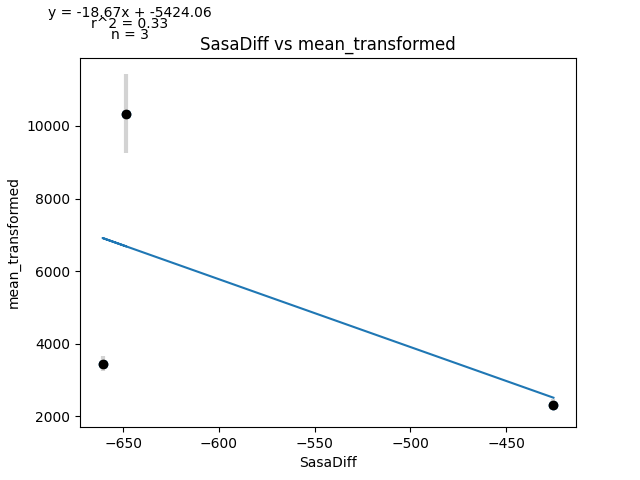 y = -18.67x + -5424.06
r^2 = 0.33
n = 3
SasaDiff vs mean_transformed
10000
8000
6000
4000
2000
mean_transformed
−650
−600
−550
−500
−450
SasaDiff